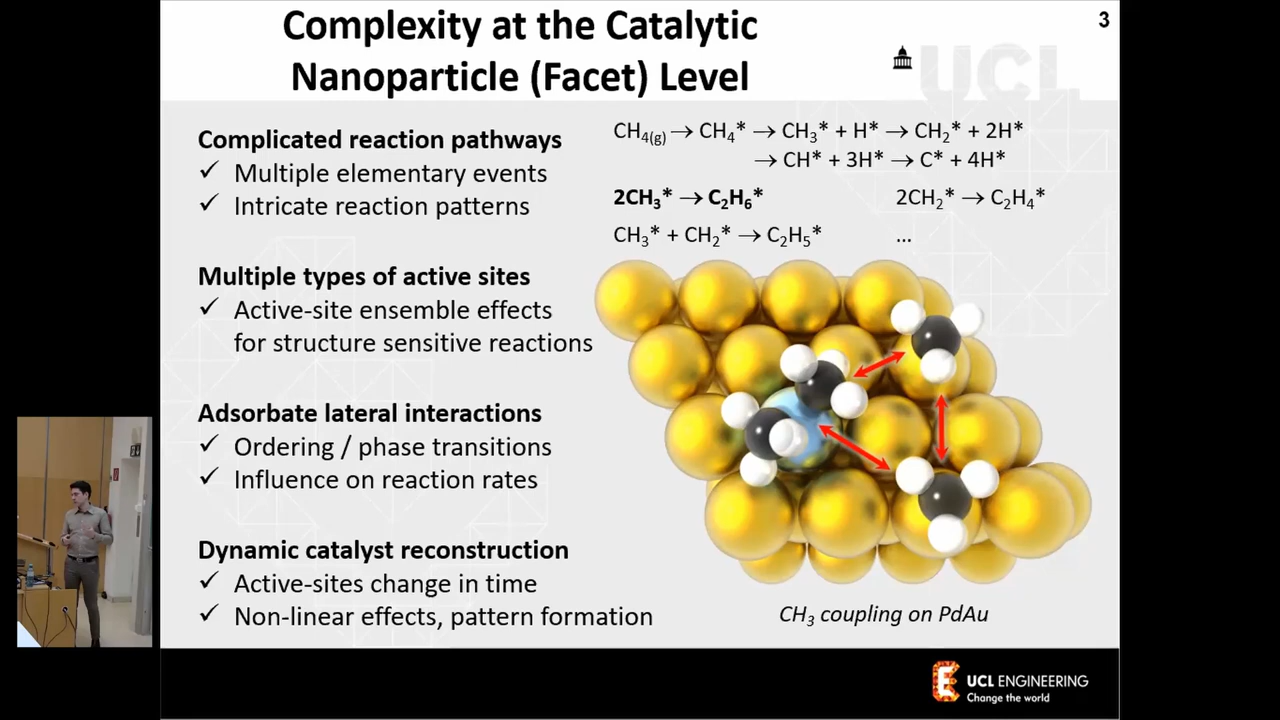 Complexity at the Catalytic
Nanoparticle (Facet) Level
3
UCL
Complicated reaction pathways
✓ Multiple elementary events
✓ Intricate reaction patterns
CH₄₍g₎ → CH₄* → CH₃* + H* → CH₂* + 2H*
→ CH* + 3H* → C* + 4H*
2CH₃* → C₂H₆* 2CH₂* → C₂H₄*
CH₃* + CH₂* → C₂H₅* ...
Multiple types of active sites
✓ Active-site ensemble effects
for structure sensitive reactions
Adsorbate lateral interactions
✓ Ordering / phase transitions
✓ Influence on reaction rates
Dynamic catalyst reconstruction
✓ Active-sites change in time
✓ Non-linear effects, pattern formation
CH₃ coupling on PdAu
UCL ENGINEERING
Change the world